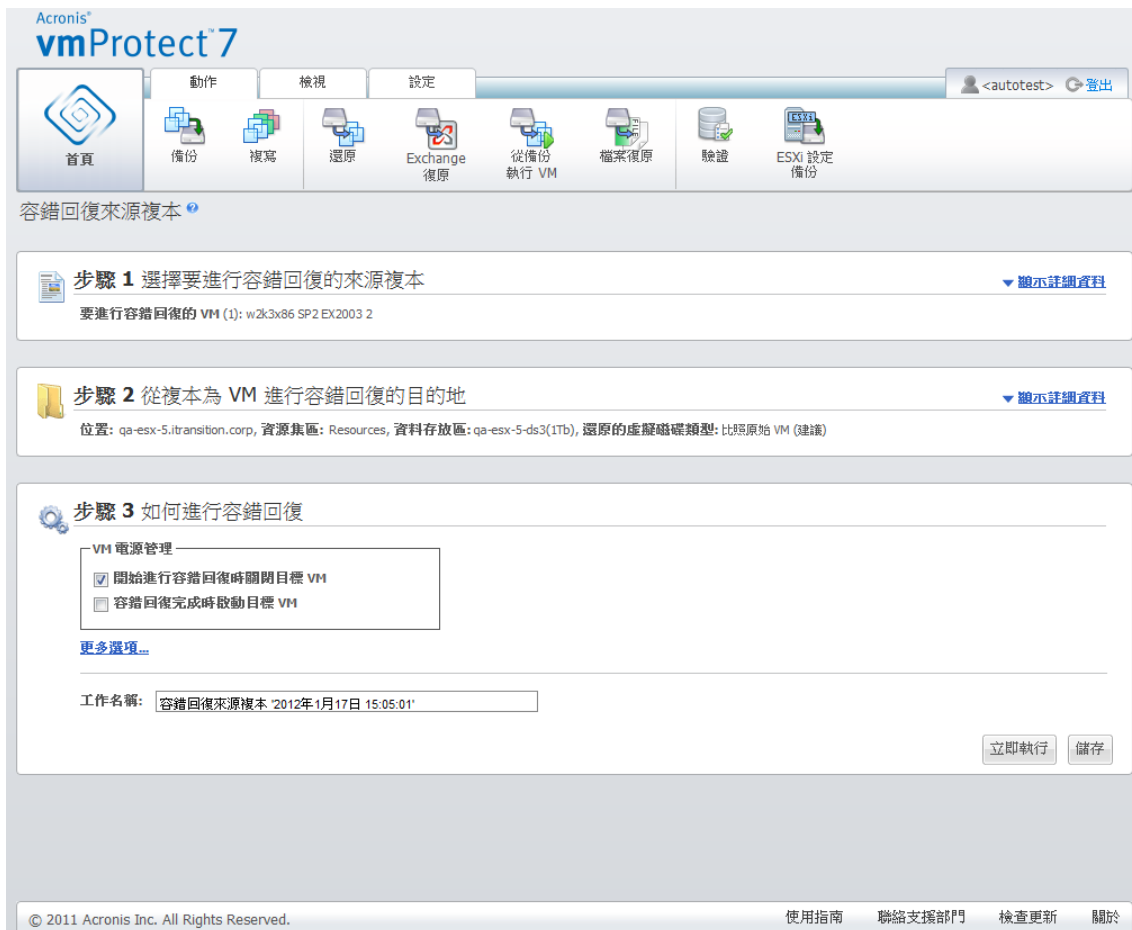 Acronis®
vmProtect™7
動作 檢視 設定
<autotest> 登出
首頁
備份 複寫 還原 Exchange 復原 從備份 執行 VM 檔案復原 驗證 ESXi 設定 備份
容錯回復來源複本
步驟 1 選擇要進行容錯回復的來源複本
顯示詳細資料
要進行容錯回復的 VM (1): w2k3x86 SP2 EX2003 2
步驟 2 從複本為 VM 進行容錯回復的目的地
顯示詳細資料
位置: qa-esx-5.itransition.corp, 資源集區: Resources, 資料存放區: qa-esx-5-ds3(1Tb), 還原的虛擬磁碟類型: 比照原始 VM (建議)
步驟 3 如何進行容錯回復
VM 電源管理
開始進行容錯回復時關閉目標 VM
容錯回復完成時啟動目標 VM
更多選項...
工作名稱: 容錯回復來源複本 '2012年1月17日 15:05:01'
立即執行 儲存
© 2011 Acronis Inc. All Rights Reserved.
使用指南 聯絡支援部門 檢查更新 關於